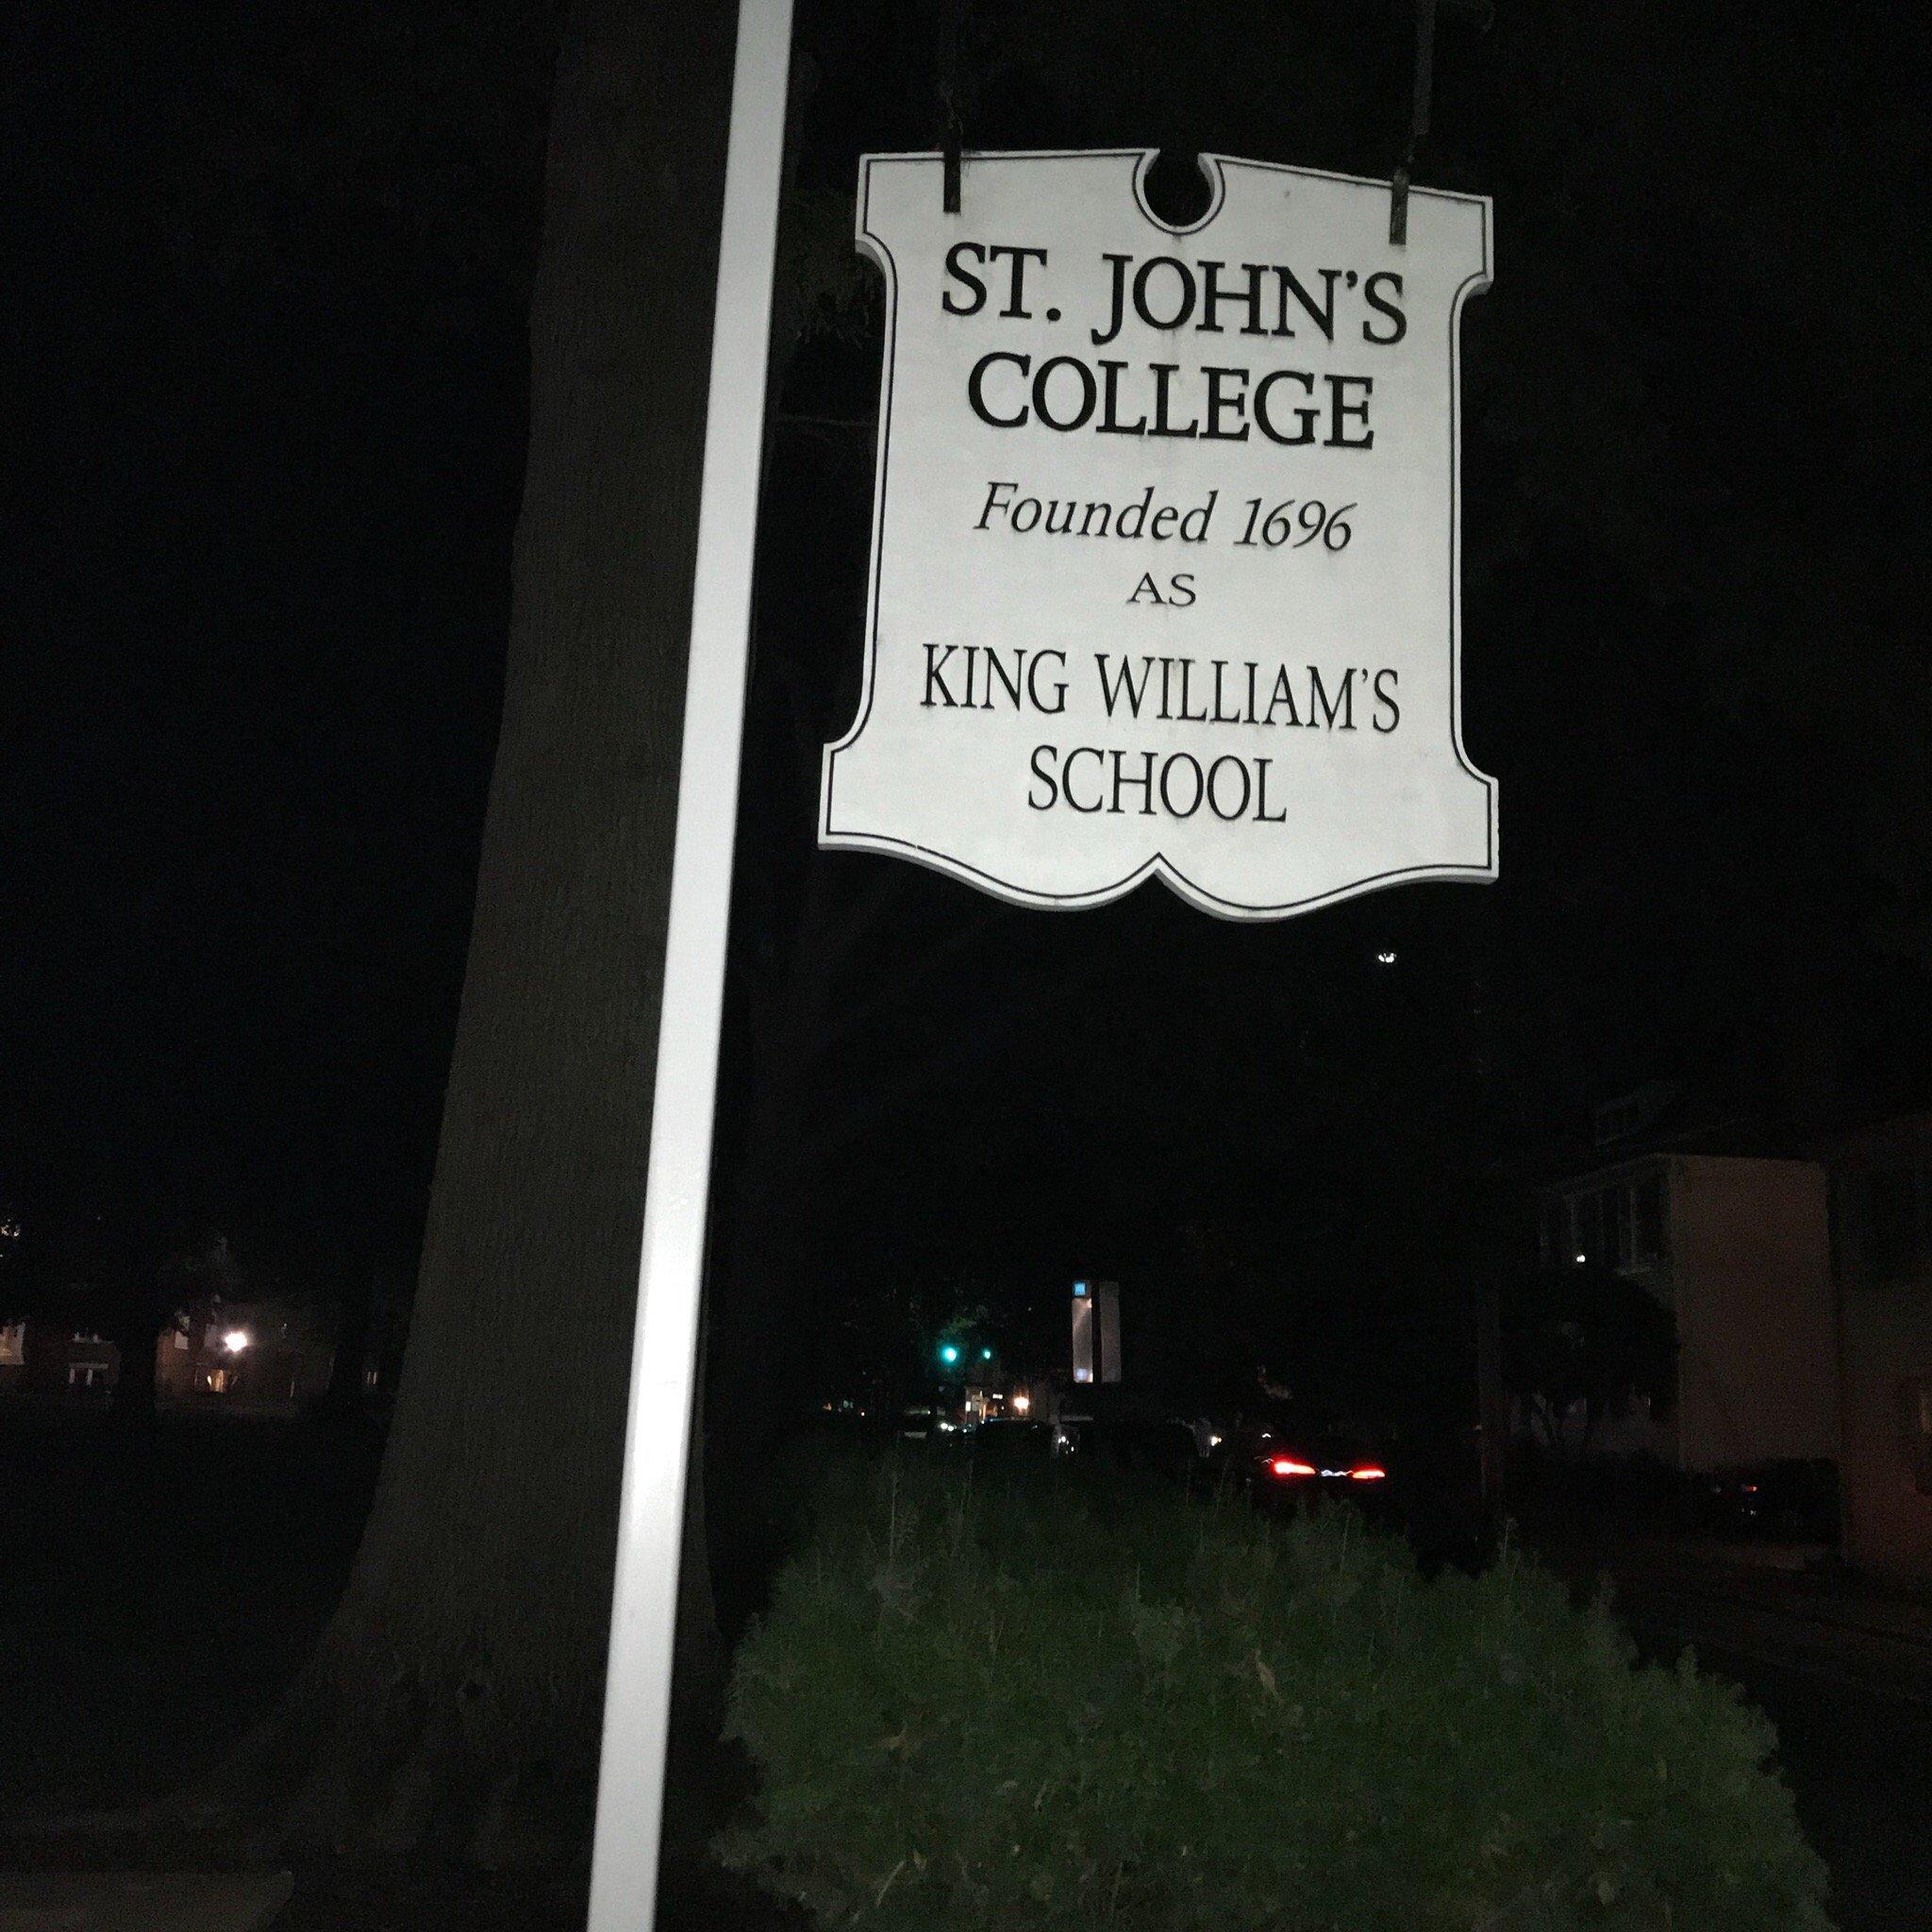 ST. JOHN'S
COLLEGE
Founded 1696
AS
KING WILLIAM'S
SCHOOL